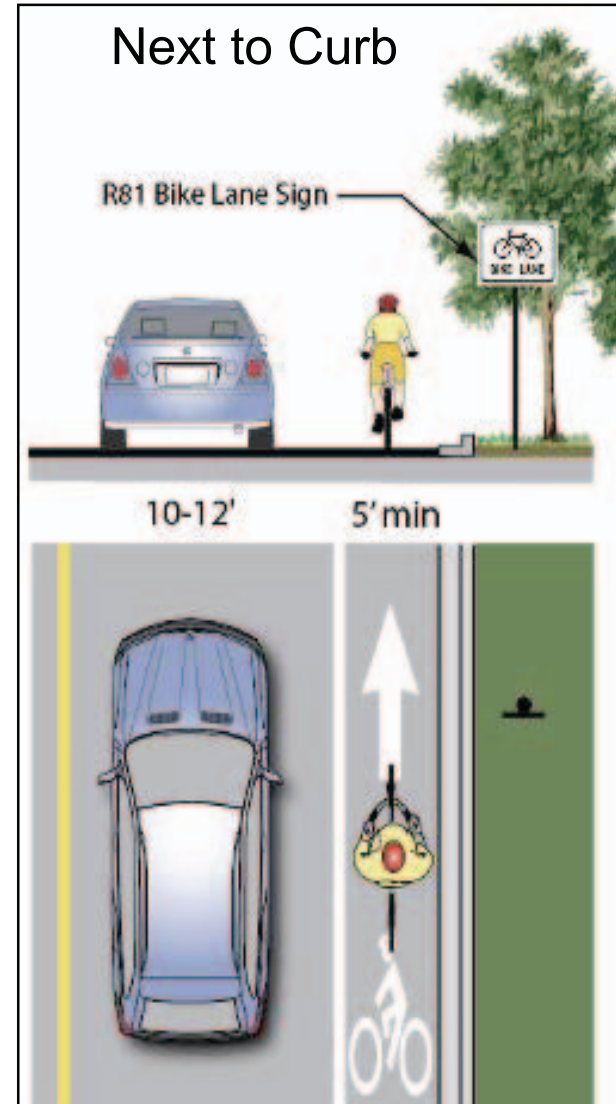 Next to Curb
R81 Bike Lane Sign
BIKE LANE
10-12'
5' min